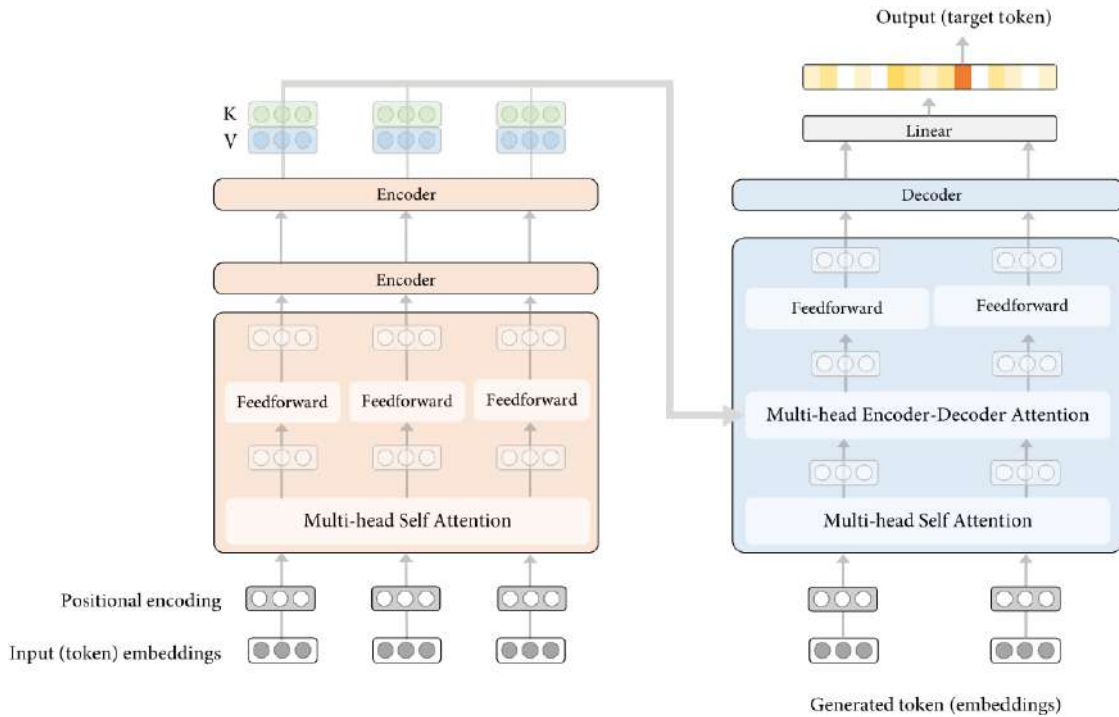 Output (target token)
K
V
Linear
Encoder
Decoder
Encoder
Feedforward
Feedforward
Feedforward
Feedforward
Feedforward
Multi-head Encoder-Decoder Attention
Multi-head Self Attention
Multi-head Self Attention
Positional encoding
Input (token) embeddings
Generated token (embeddings)